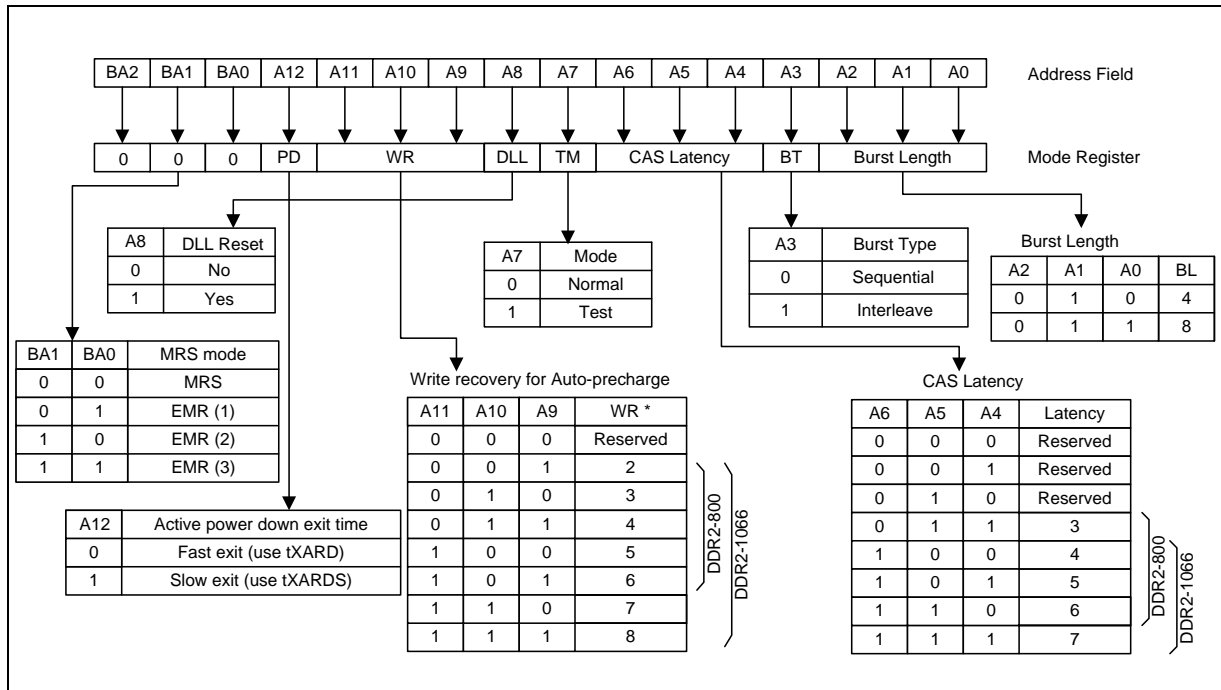 BA2 BA1 BA0 A12 A11 A10 A9 A8 A7 A6 A5 A4 A3 A2 A1 A0 Address Field
0 0 0 PD WR DLL TM CAS Latency BT Burst Length Mode Register
A8 DLL Reset
0 No
1 Yes
A7 Mode
0 Normal
1 Test
A3 Burst Type
0 Sequential
1 Interleave
Burst Length
A2 A1 A0 BL
0 1 0 4
0 1 1 8
BA1 BA0 MRS mode
0 0 MRS
0 1 EMR (1)
1 0 EMR (2)
1 1 EMR (3)
A12 Active power down exit time
0 Fast exit (use tXARD)
1 Slow exit (use tXARDS)
Write recovery for Auto-precharge
A11 A10 A9 WR *
0 0 0 Reserved
0 0 1 2
0 1 0 3
0 1 1 4
1 0 0 5
1 0 1 6
1 1 0 7
1 1 1 8
DDR2-800
DDR2-1066
CAS Latency
A6 A5 A4 Latency
0 0 0 Reserved
0 0 1 Reserved
0 1 0 Reserved
0 1 1 3
1 0 0 4
1 0 1 5
1 1 0 6
1 1 1 7
DDR2-800
DDR2-1066